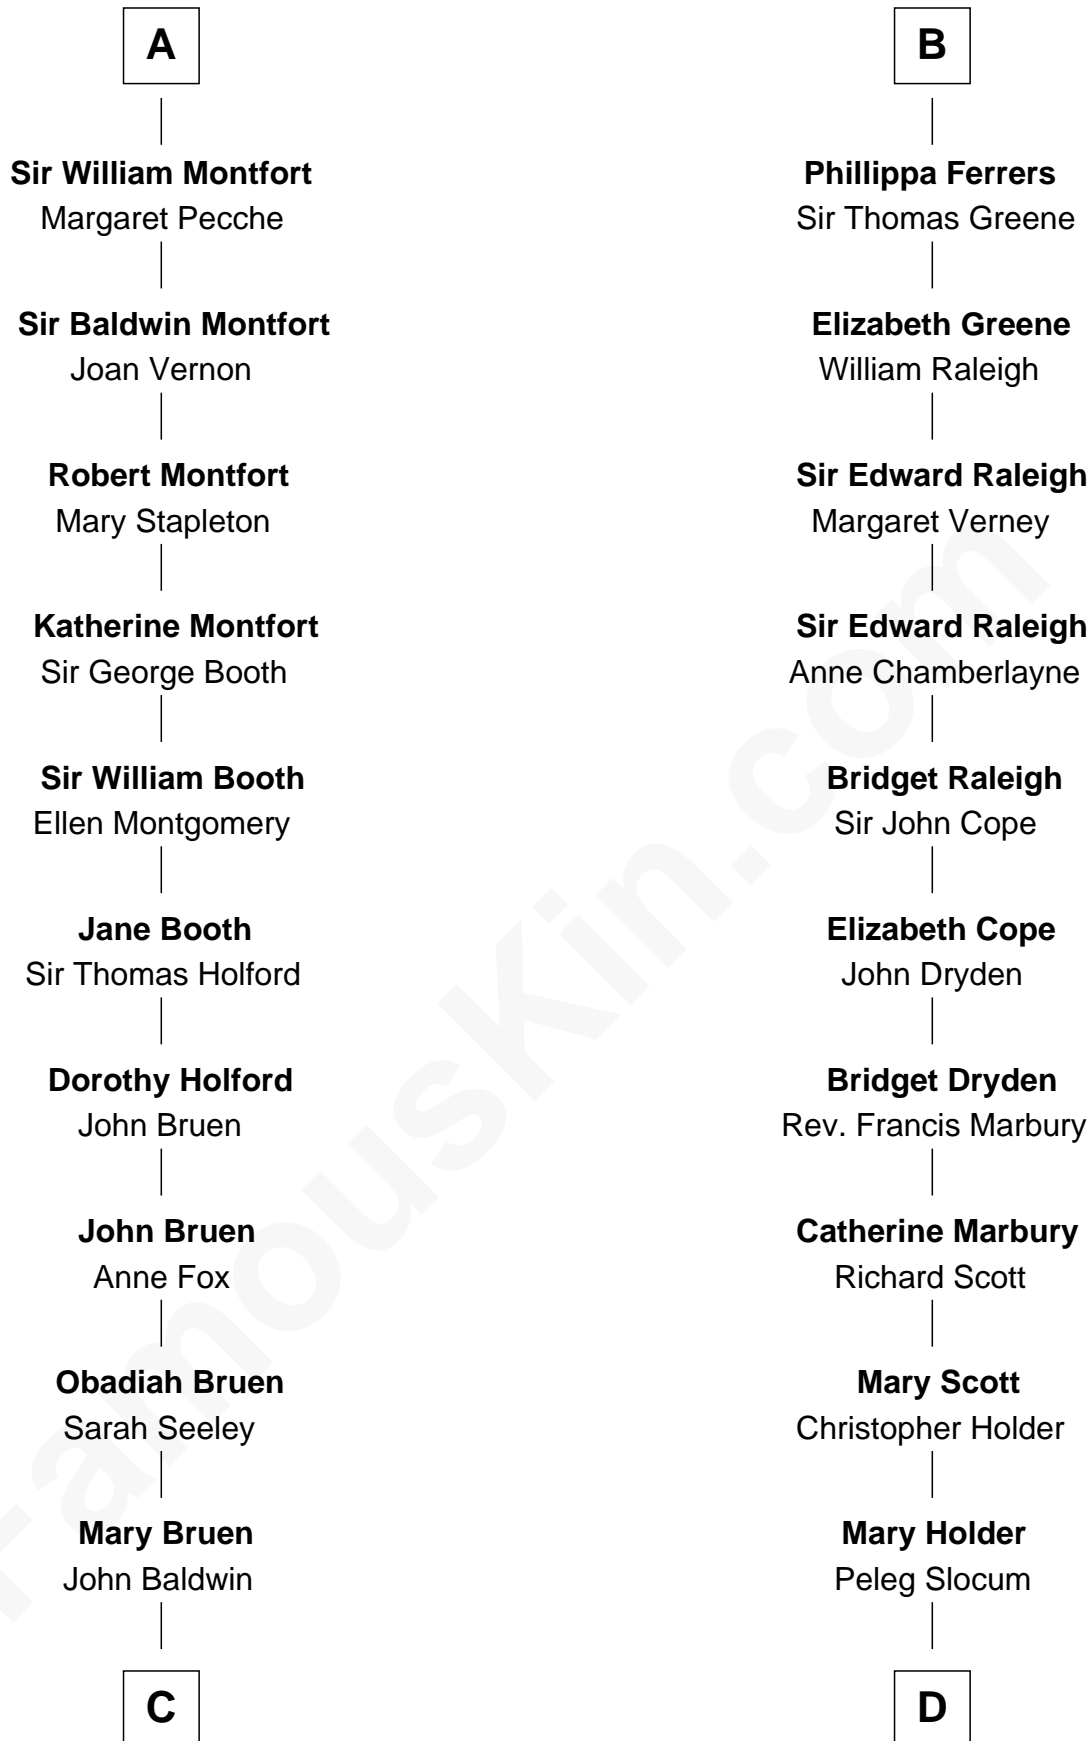 A
Sir William Montfort
Margaret Pecche
Sir Baldwin Montfort
Joan Vernon
Robert Montfort
Mary Stapleton
Katherine Montfort
Sir George Booth
Sir William Booth
Ellen Montgomery
Jane Booth
Sir Thomas Holford
Dorothy Holford
John Bruen
John Bruen
Anne Fox
Obadiah Bruen
Sarah Seeley
Mary Bruen
John Baldwin
C
B
Phillippa Ferrers
Sir Thomas Greene
Elizabeth Greene
William Raleigh
Sir Edward Raleigh
Margaret Verney
Sir Edward Raleigh
Anne Chamberlayne
Bridget Raleigh
Sir John Cope
Elizabeth Cope
John Dryden
Bridget Dryden
Rev. Francis Marbury
Catherine Marbury
Richard Scott
Mary Scott
Christopher Holder
Mary Holder
Peleg Slocum
D
FamousKin.com